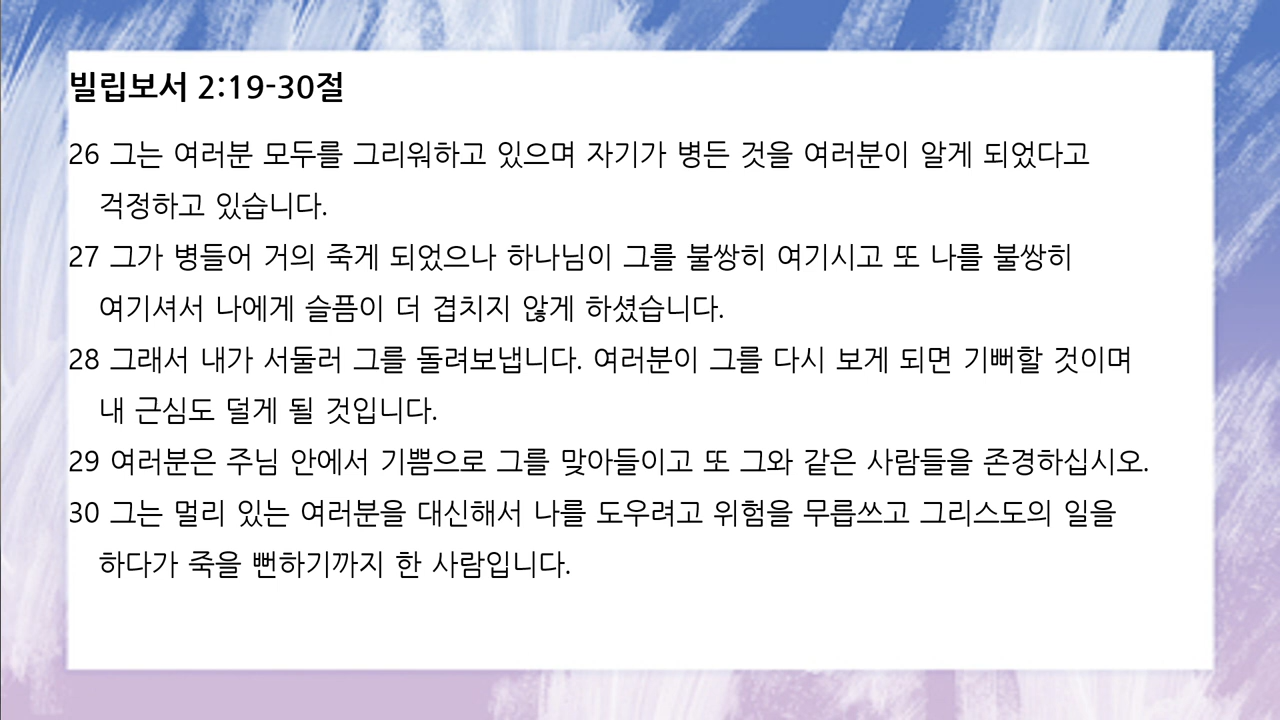 빌립보서 2:19-30절
26 그는 여러분 모두를 그리워하고 있으며 자기가 병든 것을 여러분이 알게 되었다고
걱정하고 있습니다.
27 그가 병들어 거의 죽게 되었으나 하나님이 그를 불쌍히 여기시고 또 나를 불쌍히
여기셔서 나에게 슬픔이 더 겹치지 않게 하셨습니다.
28 그래서 내가 서둘러 그를 돌려보냅니다. 여러분이 그를 다시 보게 되면 기뻐할 것이며
내 근심도 덜게 될 것입니다.
29 여러분은 주님 안에서 기쁨으로 그를 맞아들이고 또 그와 같은 사람들을 존경하십시오.
30 그는 멀리 있는 여러분을 대신해서 나를 도우려고 위험을 무릅쓰고 그리스도의 일을
하다가 죽을 뻔하기까지 한 사람입니다.